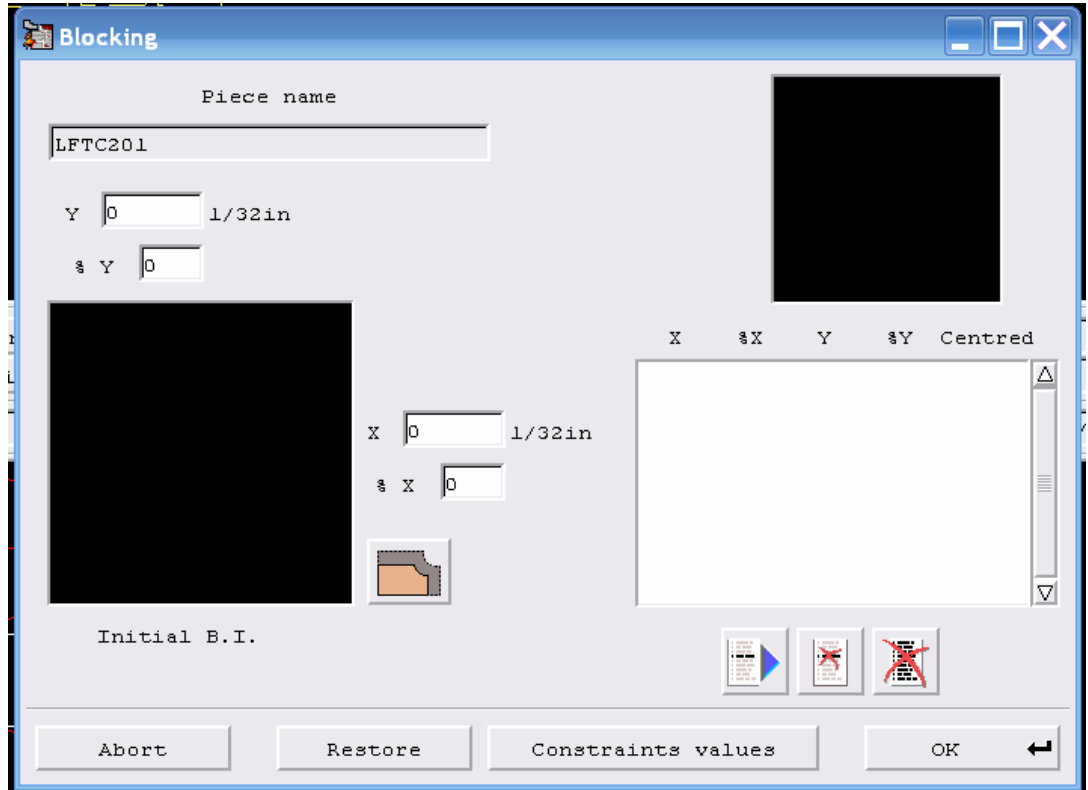 Blocking
Piece name
LFTC201
Y 0 1/32in
% Y 0
X %X Y %Y Centred
X 0 1/32in
% X 0
Initial B.I.
Abort Restore Constraints values OK